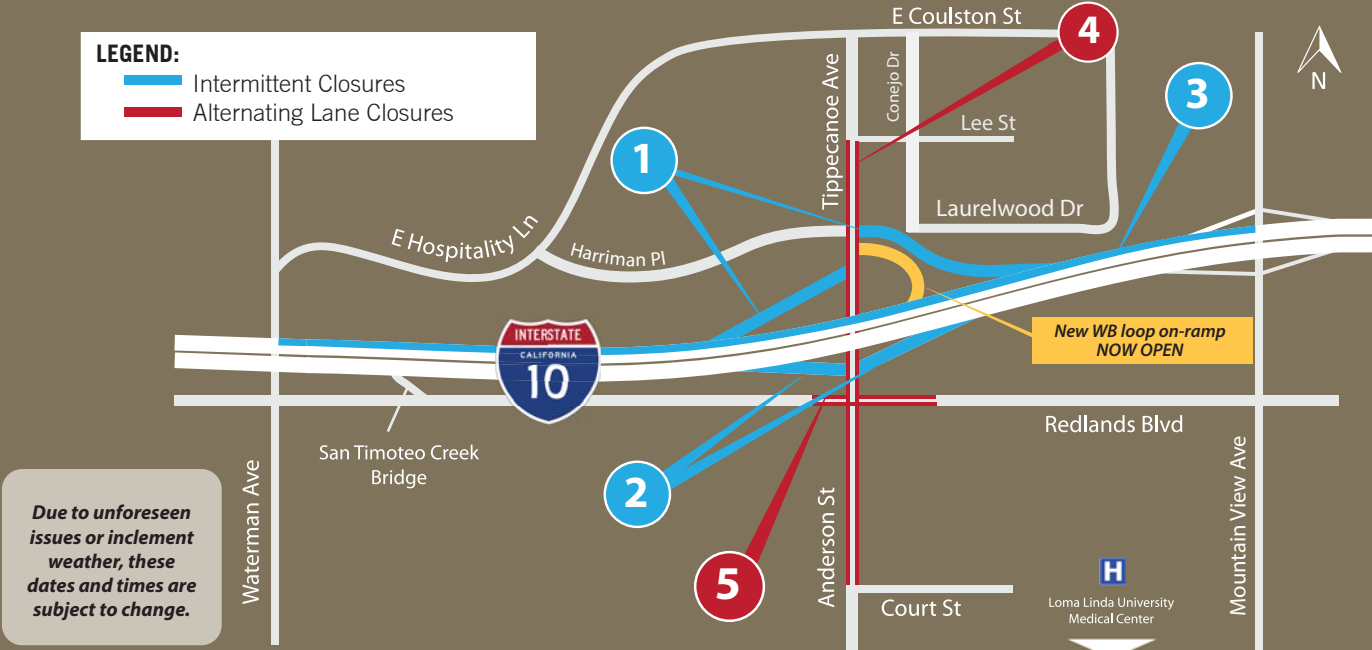 E Coulston St
LEGEND:
Intermittent Closures
Alternating Lane Closures
4
N
3
Conejo Dr
Tippecanoe Ave
Lee St
1
Laurelwood Dr
E Hospitality Ln
Harriman Pl
INTERSTATE
CALIFORNIA
10
New WB loop on-ramp
NOW OPEN
Redlands Blvd
San Timoteo Creek
Bridge
2
Waterman Ave
Mountain View Ave
Due to unforeseen
issues or inclement
weather, these
dates and times are
subject to change.
Anderson St
5
H
Loma Linda University
Medical Center
Court St